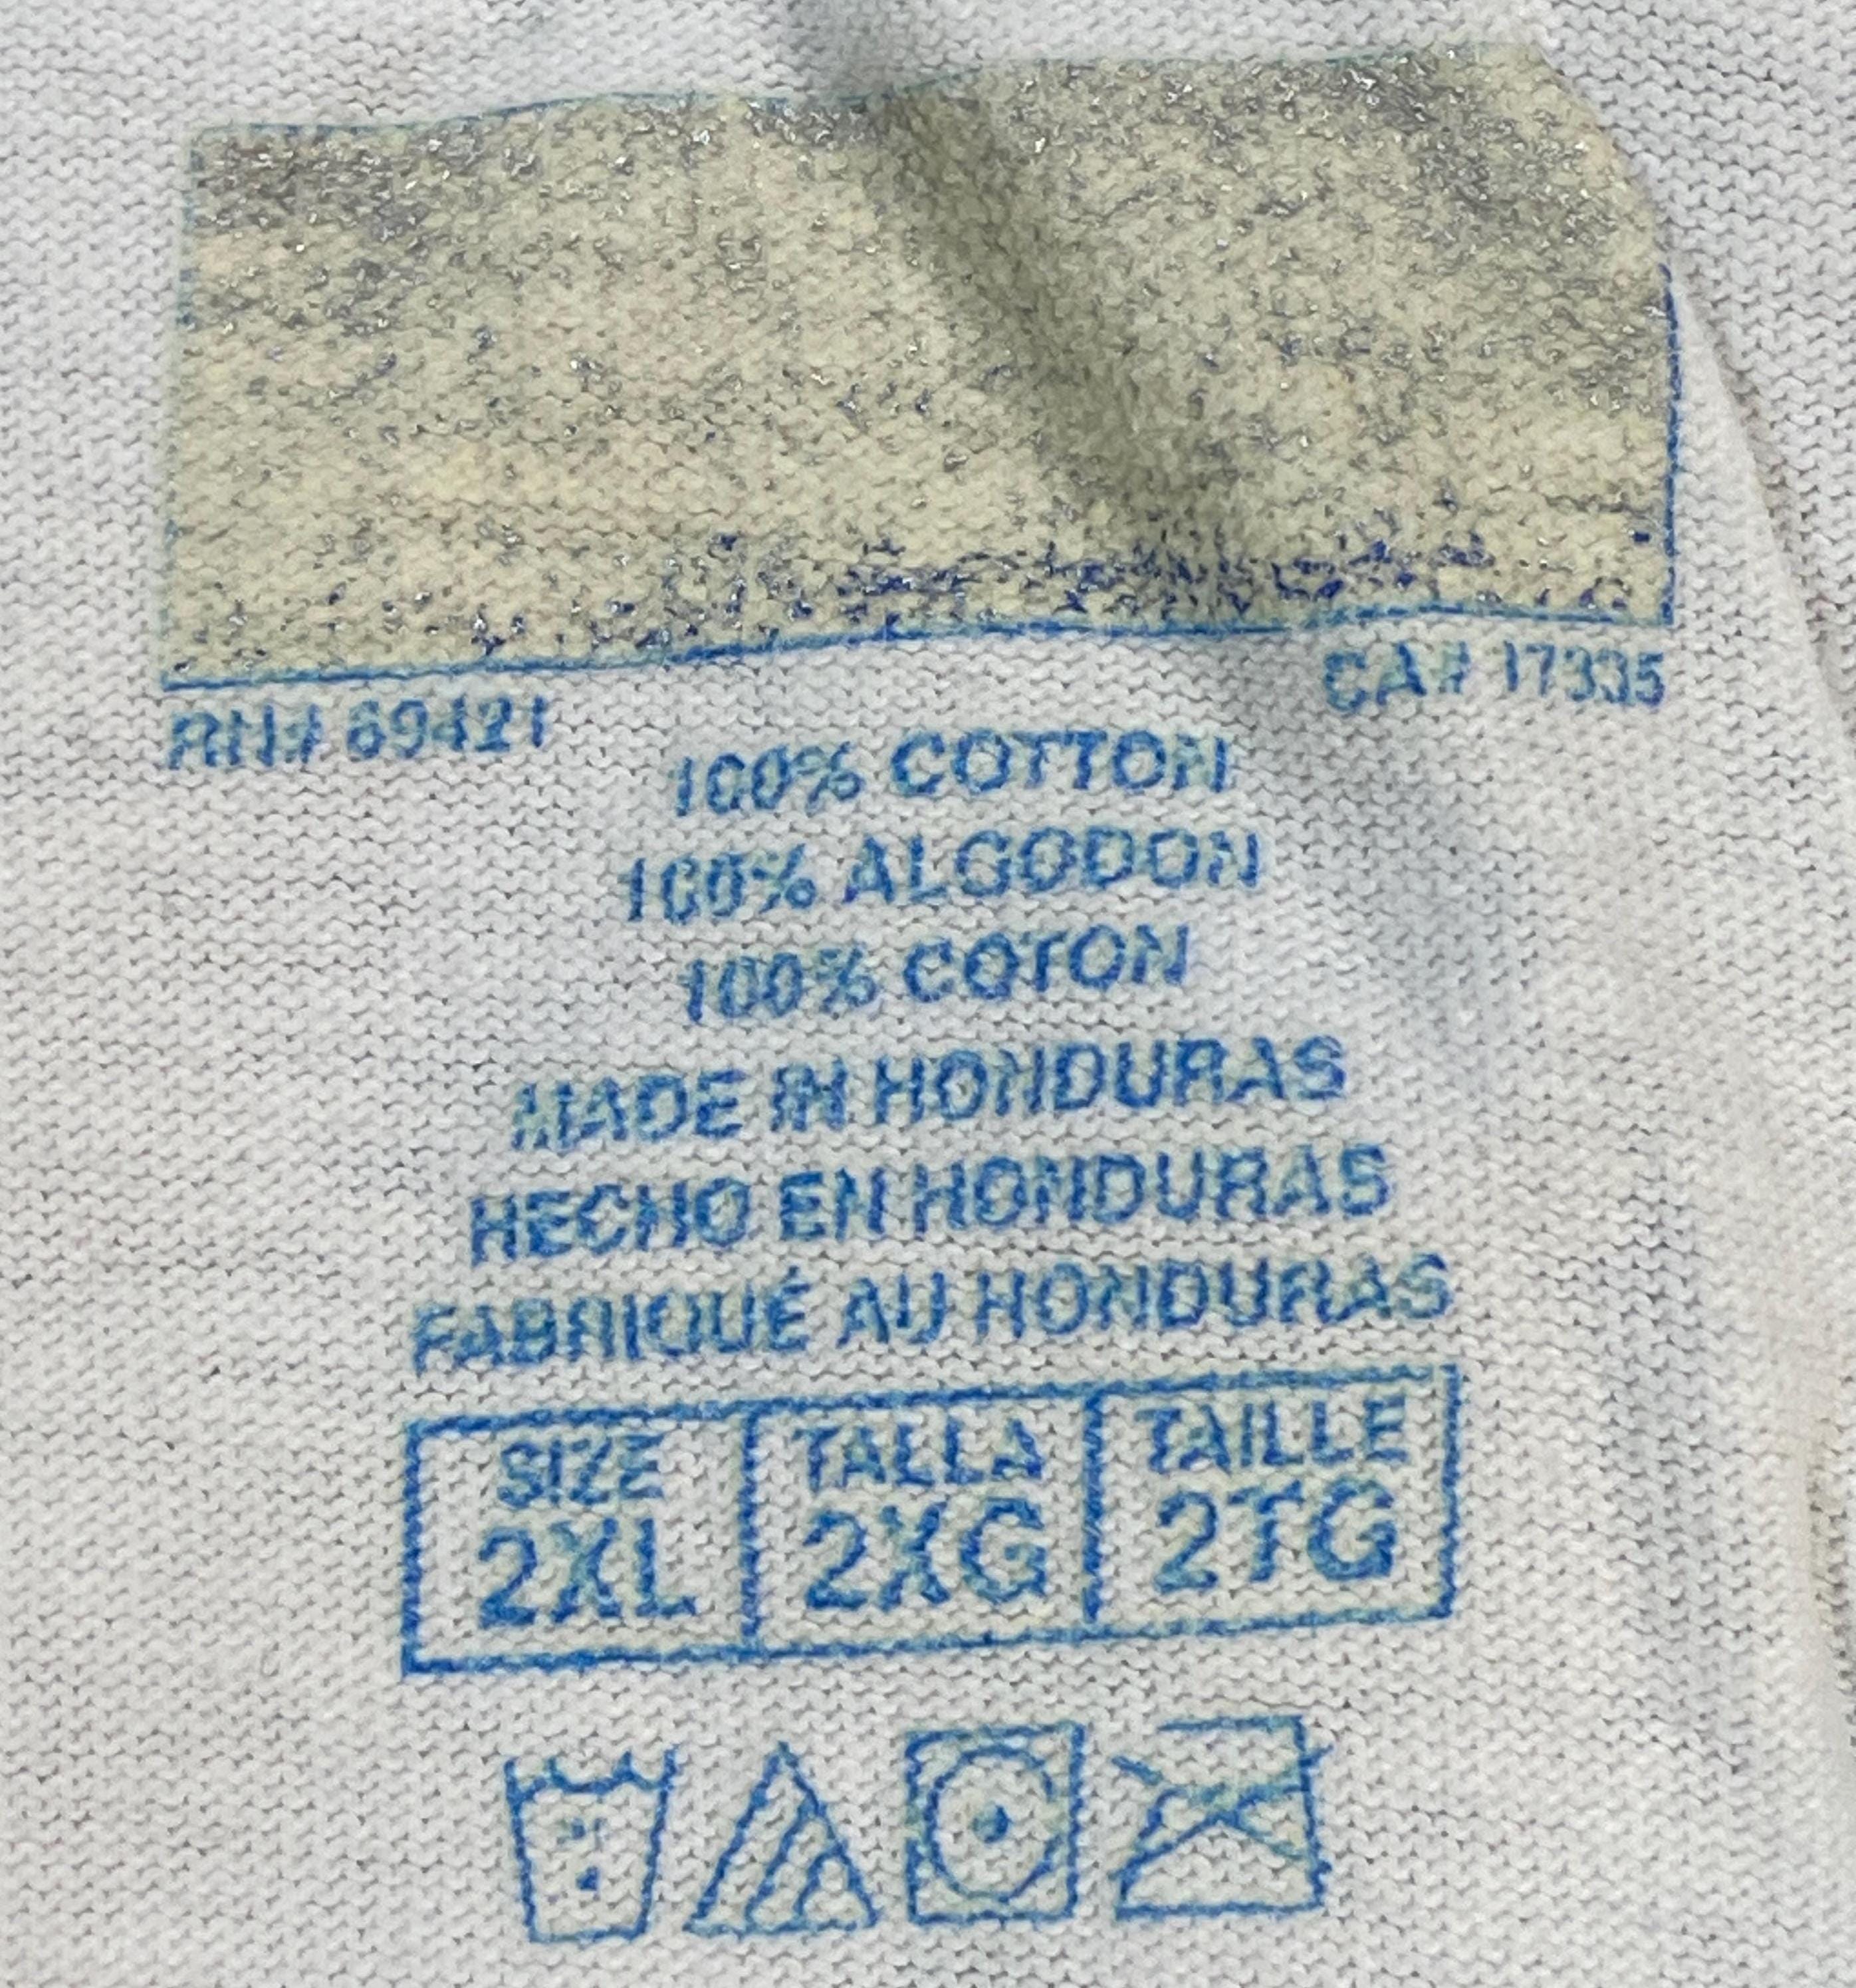 RN# 69421 CA# 17335
100% COTTON
100% ALGODON
100% COTON
MADE IN HONDURAS
HECHO EN HONDURAS
FABRIQUÉ AU HONDURAS
SIZE TALLA TAILLE
2XL 2XG 2TG